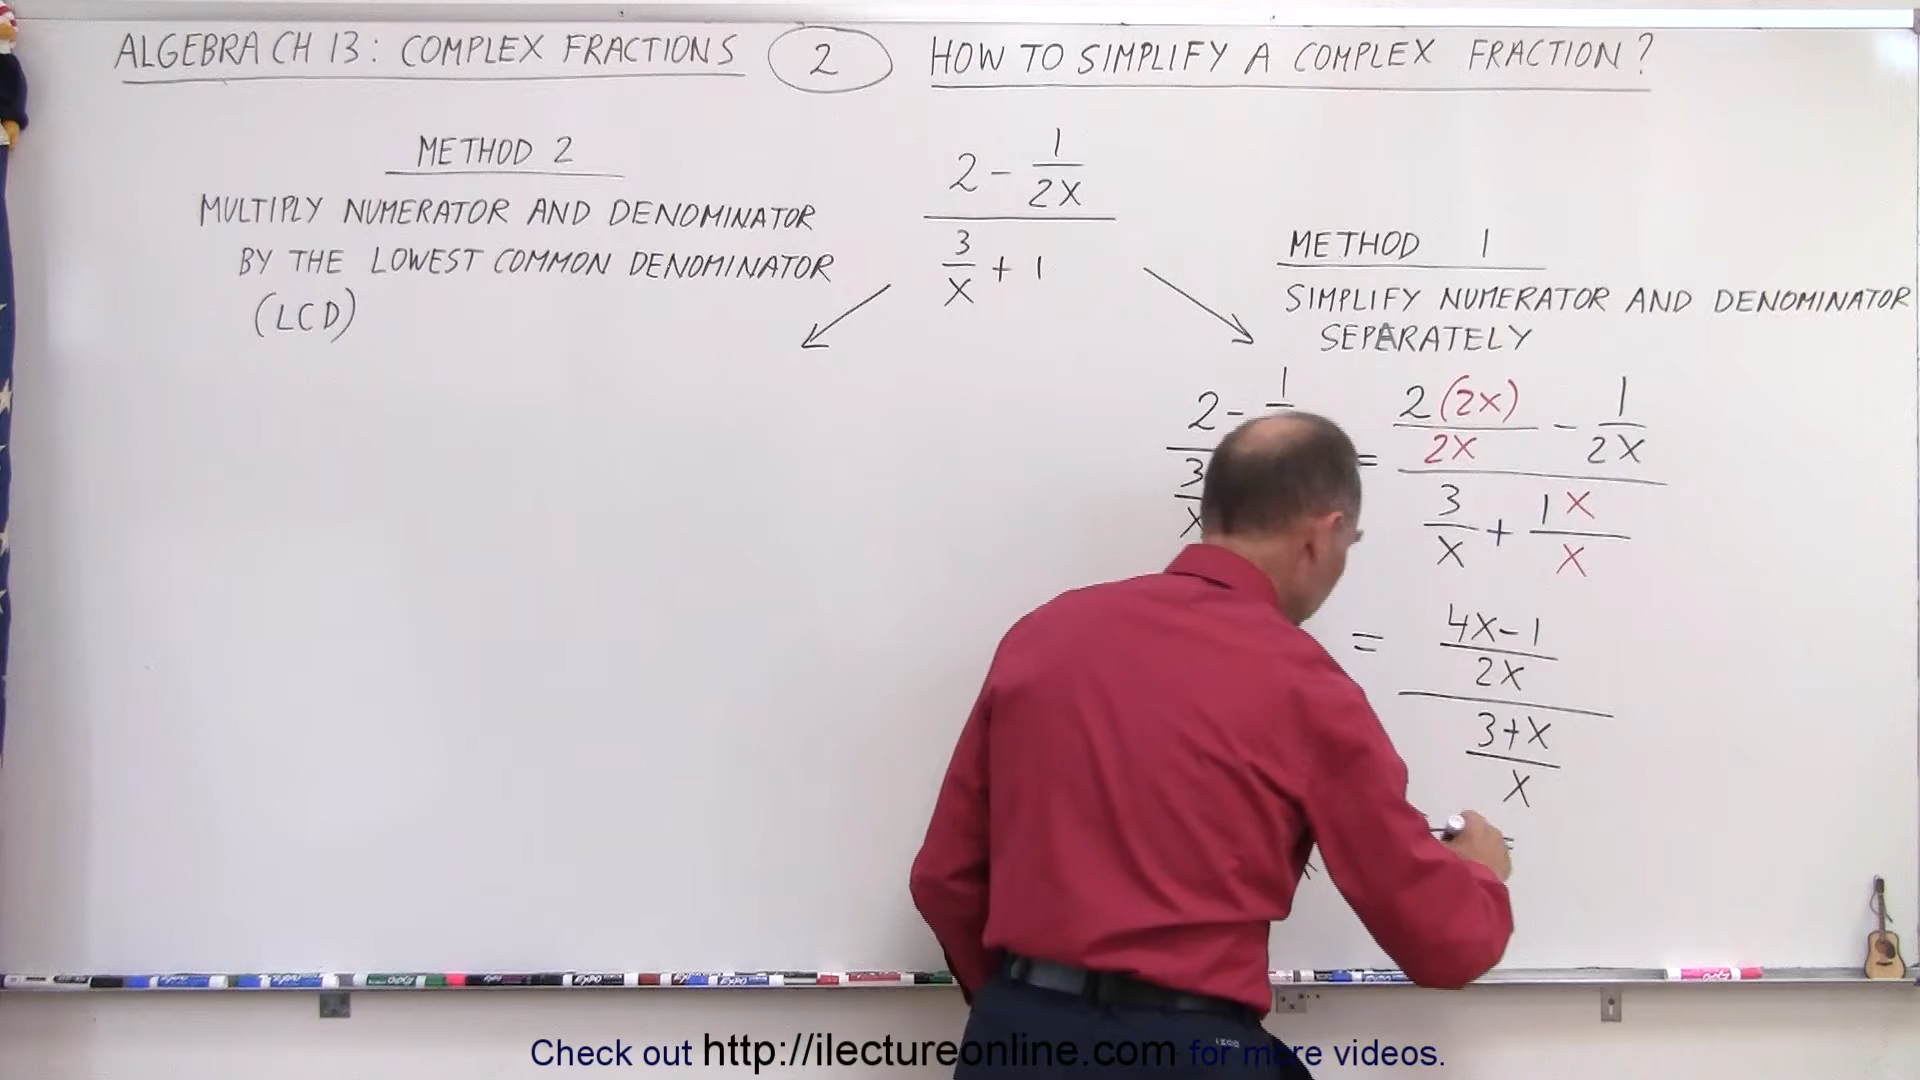 ALGEBRA CH 13: COMPLEX FRACTIONS 2 HOW TO SIMPLIFY A COMPLEX FRACTION?
METHOD 2
MULTIPLY NUMERATOR AND DENOMINATOR
BY THE LOWEST COMMON DENOMINATOR
(LCD)
2 - 1/2X
3/X + 1
METHOD 1
SIMPLIFY NUMERATOR AND DENOMINATOR
SEPARATELY
2 - 1 = 2(2X)/2X - 1/2X
3/X 3/X + 1X/X
= 4X-1
2X
3+X
X
=
Check out http://ilectureonline.com for more videos.